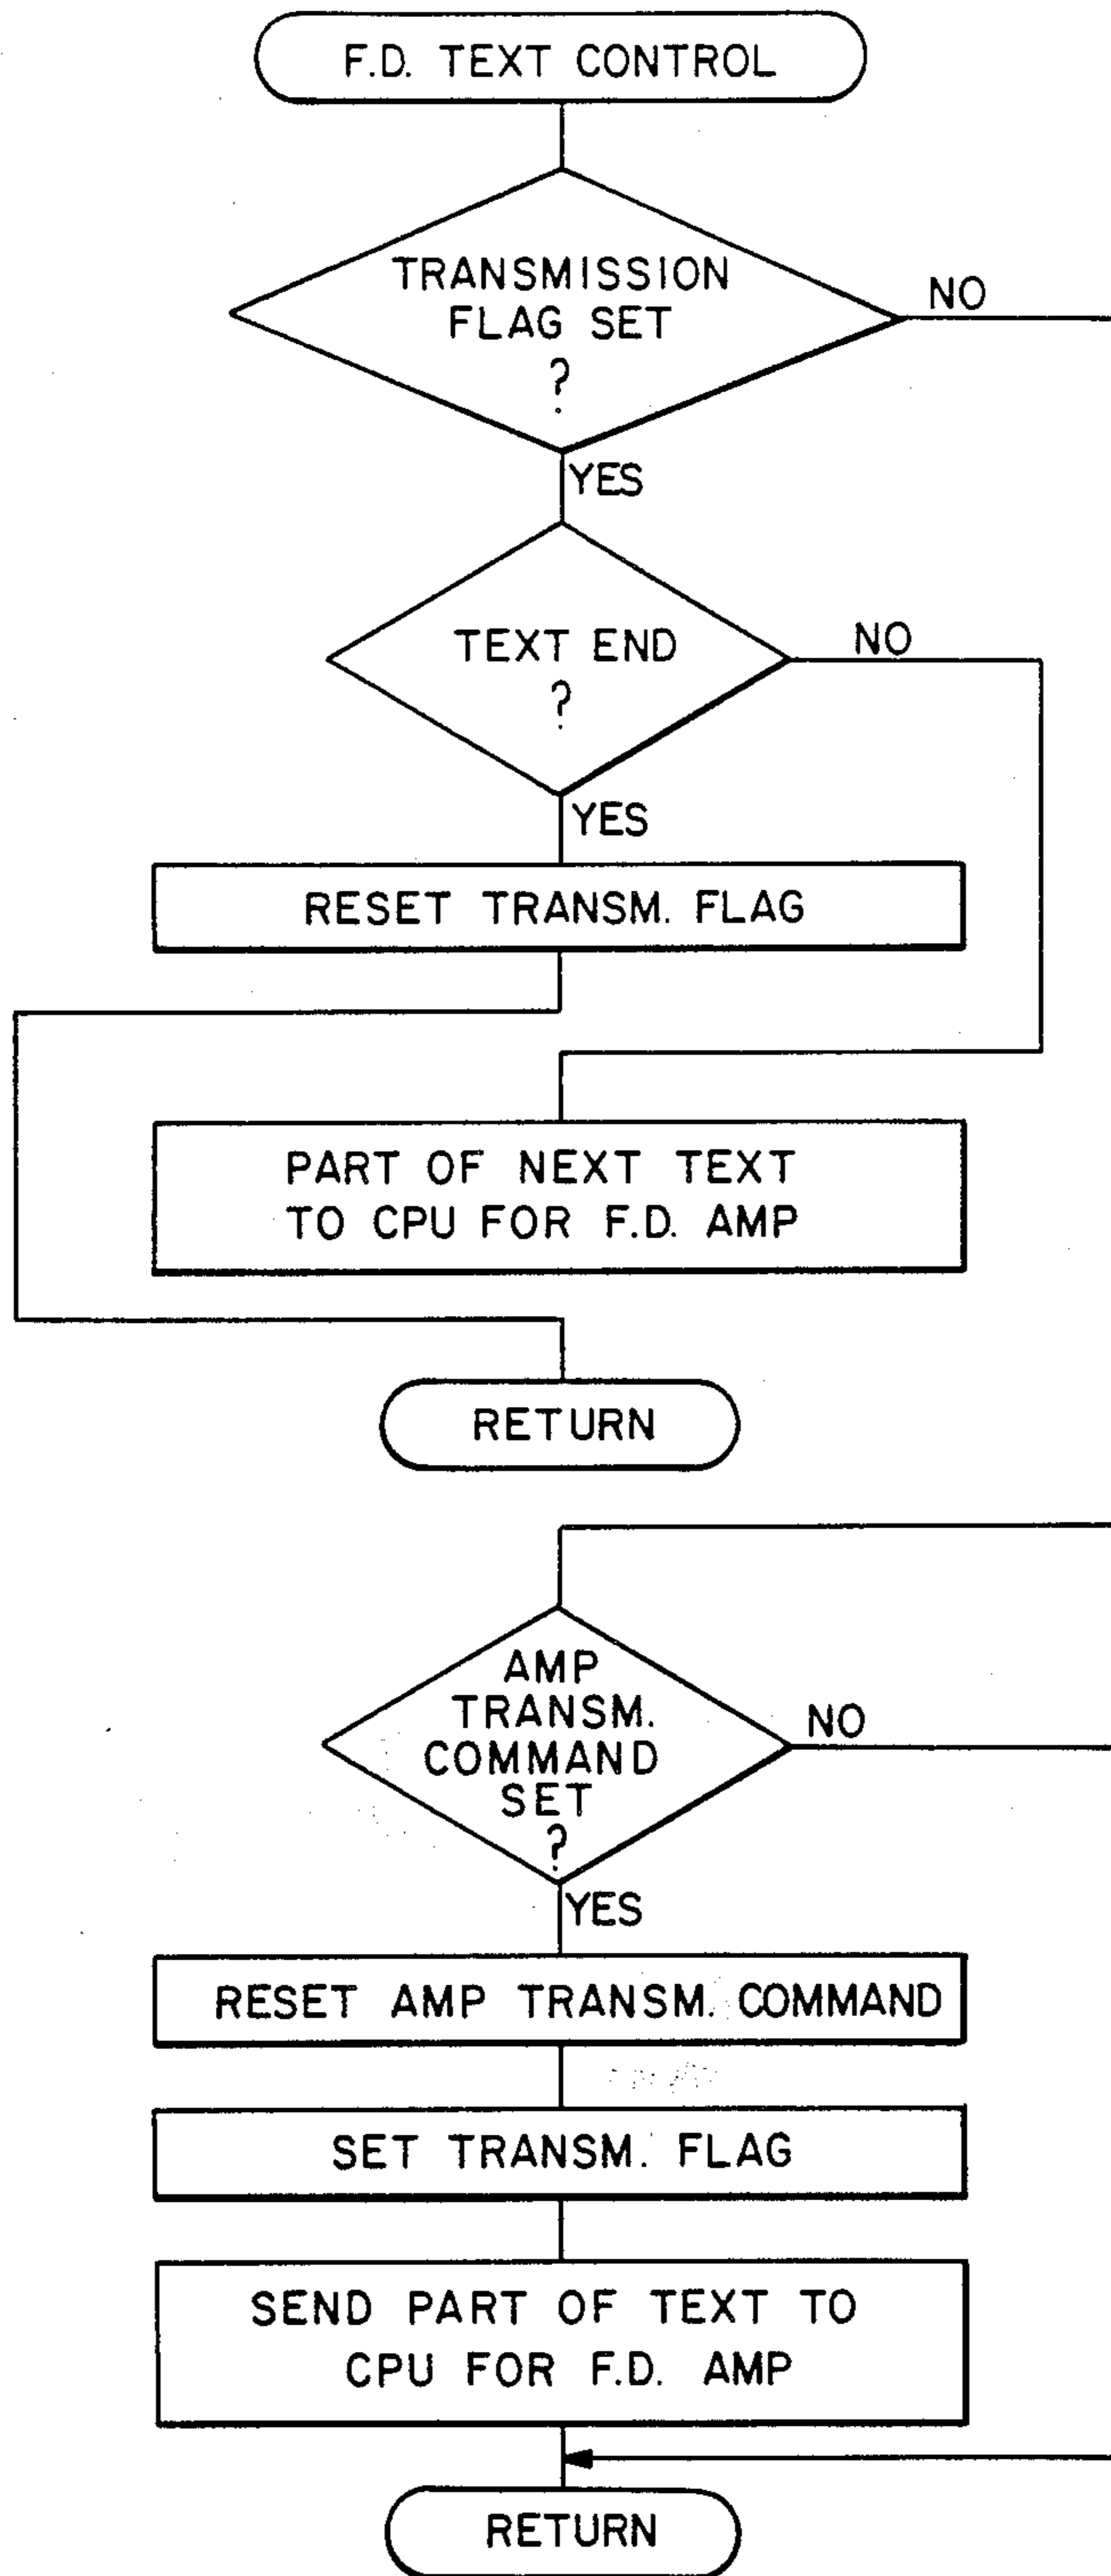 F.D. TEXT CONTROL
TRANSMISSION
FLAG SET
?
NO
YES
TEXT END
?
NO
YES
RESET TRANSM. FLAG
PART OF NEXT TEXT
TO CPU FOR F.D. AMP
RETURN
AMP
TRANSM.
COMMAND
SET
?
NO
YES
RESET AMP TRANSM. COMMAND
SET TRANSM. FLAG
SEND PART OF TEXT TO
CPU FOR F.D. AMP
RETURN